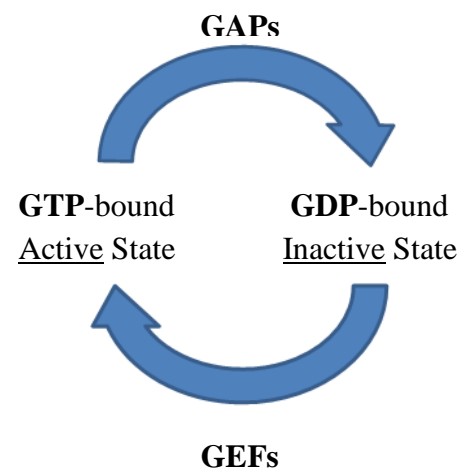 GAPs
GTP-bound
Active State
GDP-bound
Inactive State
GEFs